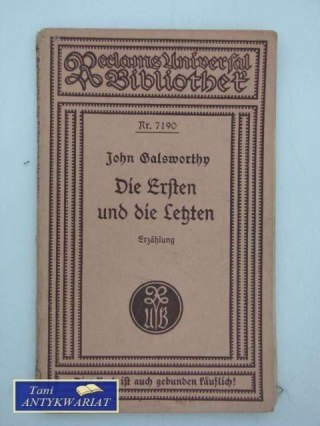 Reclams Universal
Bibliothek
Nr. 7190
John Galsworthy
Die Ersten
und die Letzten
Erzählung
UB
ist auch gebunden käuflich!
Tani
ANTYKWARIAT